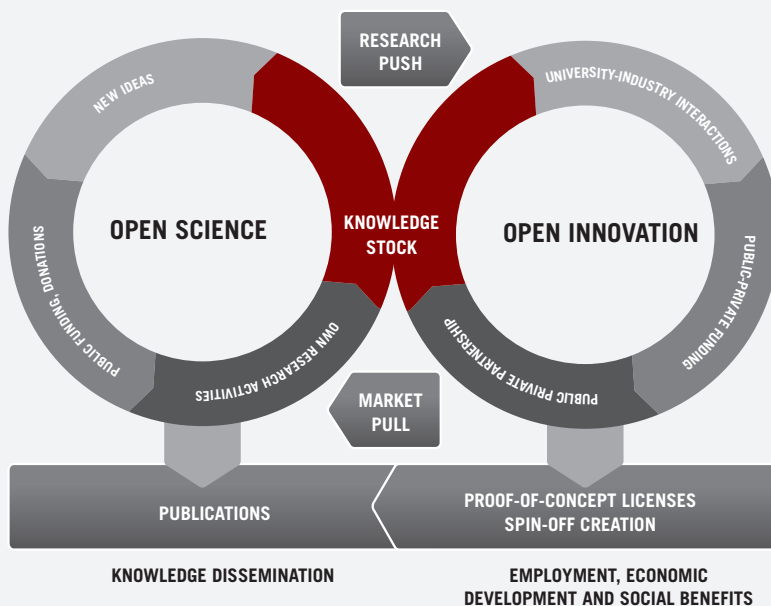 RESEARCH
PUSH
NEW IDEAS
UNIVERSITY-INDUSTRY INTERACTIONS
OPEN SCIENCE
KNOWLEDGE
STOCK
OPEN INNOVATION
PUBLIC FUNDING, DONATIONS
PUBLIC-PRIVATE FUNDING
OWN RESEARCH ACTIVITIES
PUBLIC PRIVATE PARTNERSHIP
MARKET
PULL
PUBLICATIONS
PROOF-OF-CONCEPT LICENSES
SPIN-OFF CREATION
KNOWLEDGE DISSEMINATION
EMPLOYMENT, ECONOMIC
DEVELOPMENT AND SOCIAL BENEFITS